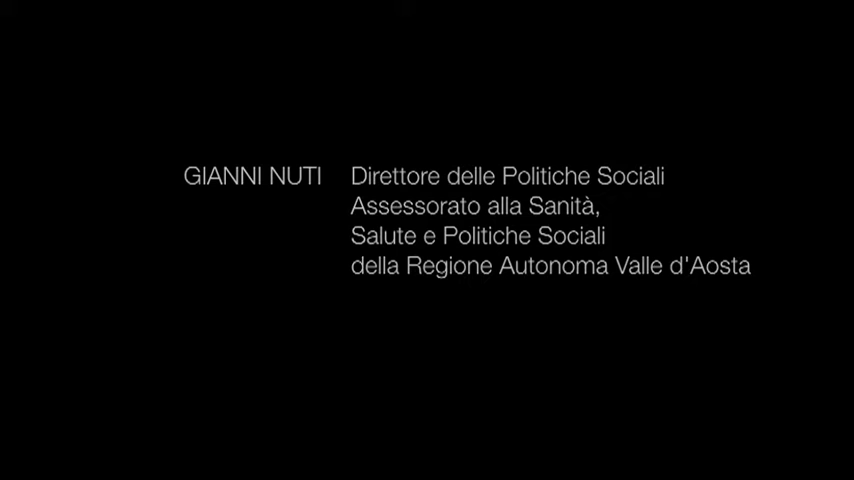 GIANNI NUTI Direttore delle Politiche Sociali
Assessorato alla Sanità,
Salute e Politiche Sociali
della Regione Autonoma Valle d'Aosta